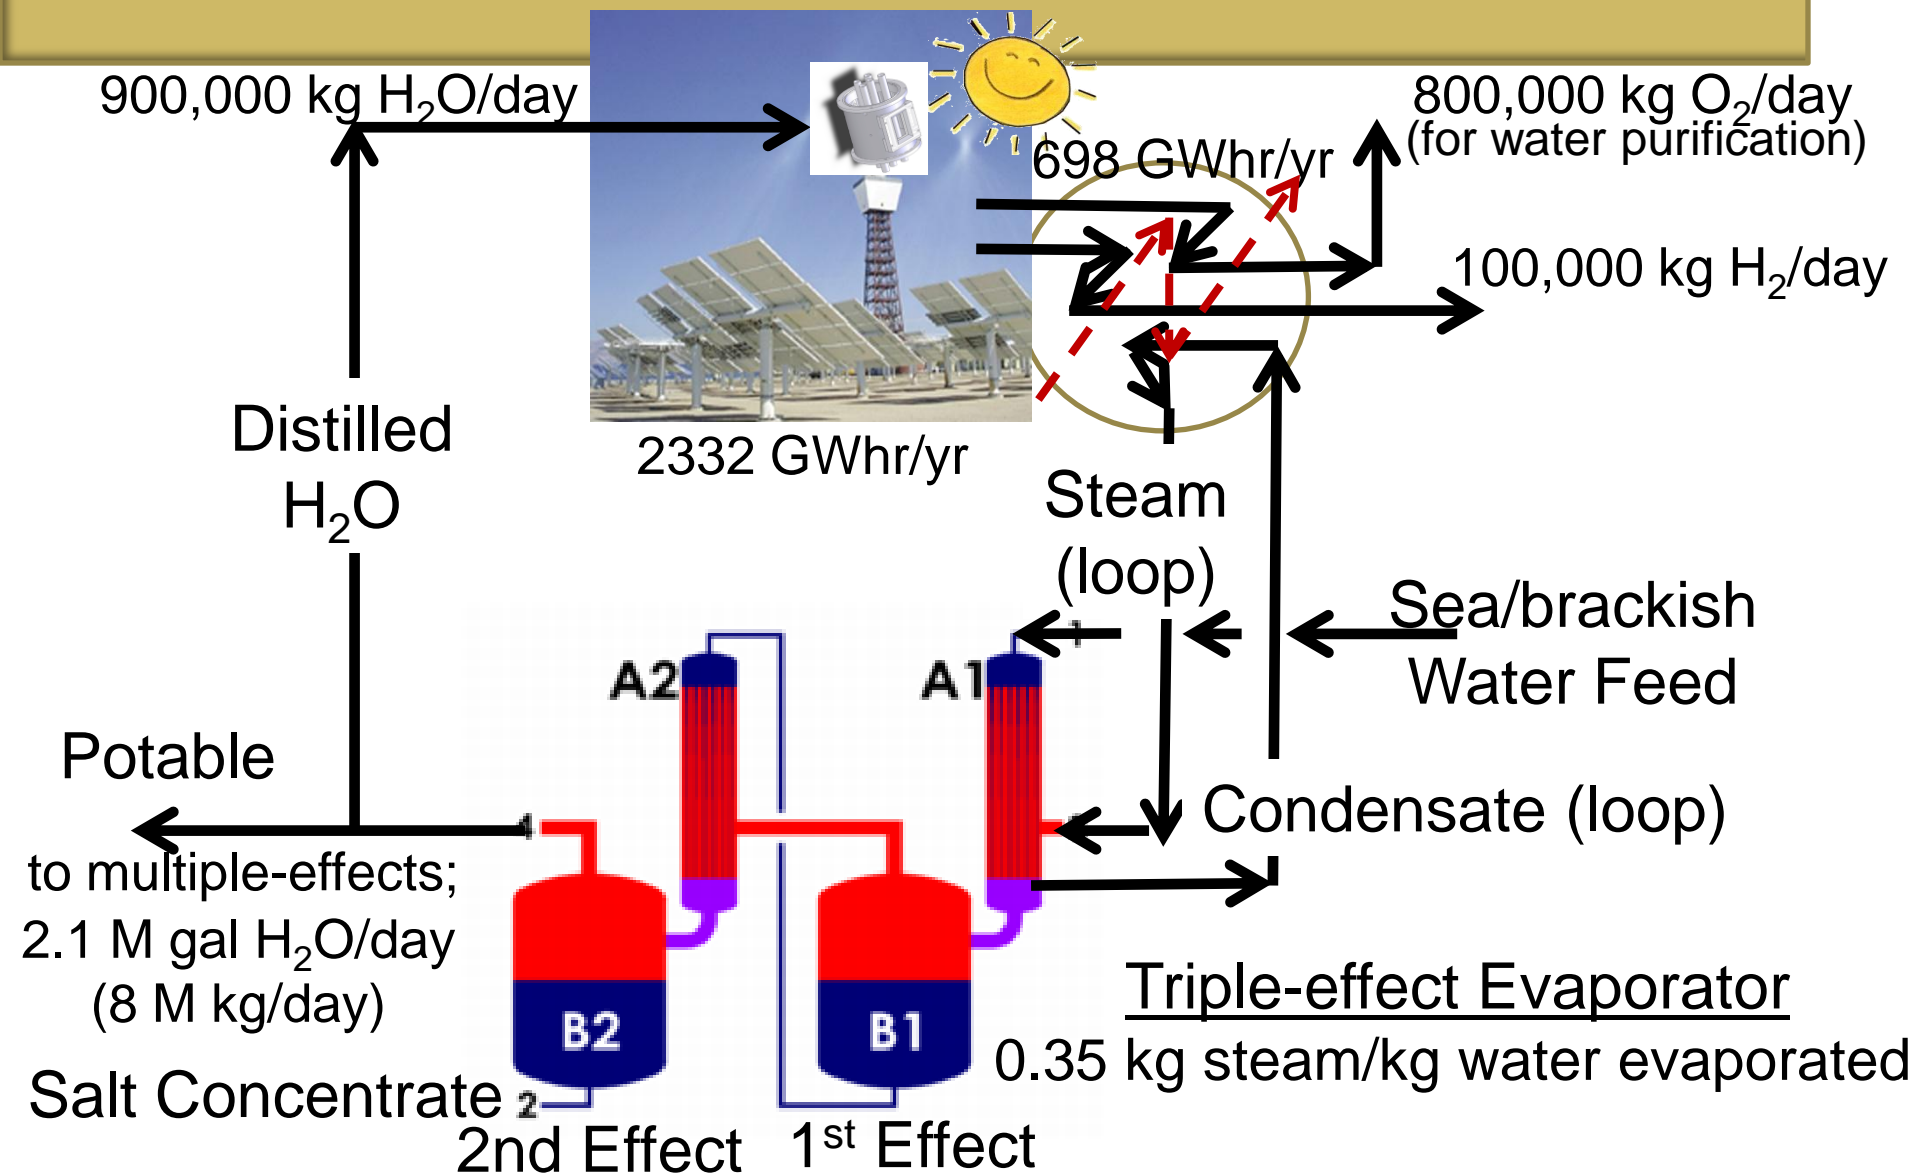 900,000 kg H₂O/day
800,000 kg O₂/day
(for water purification)
698 GWhr/yr
100,000 kg H₂/day
2332 GWhr/yr
Distilled
H₂O
Steam
(loop)
Sea/brackish
Water Feed
1
A2
A1
Potable
Condensate (loop)
4
to multiple-effects;
2.1 M gal H₂O/day
(8 M kg/day)
B2
B1
Triple-effect Evaporator
0.35 kg steam/kg water evaporated
Salt Concentrate
2
2nd Effect
1st Effect